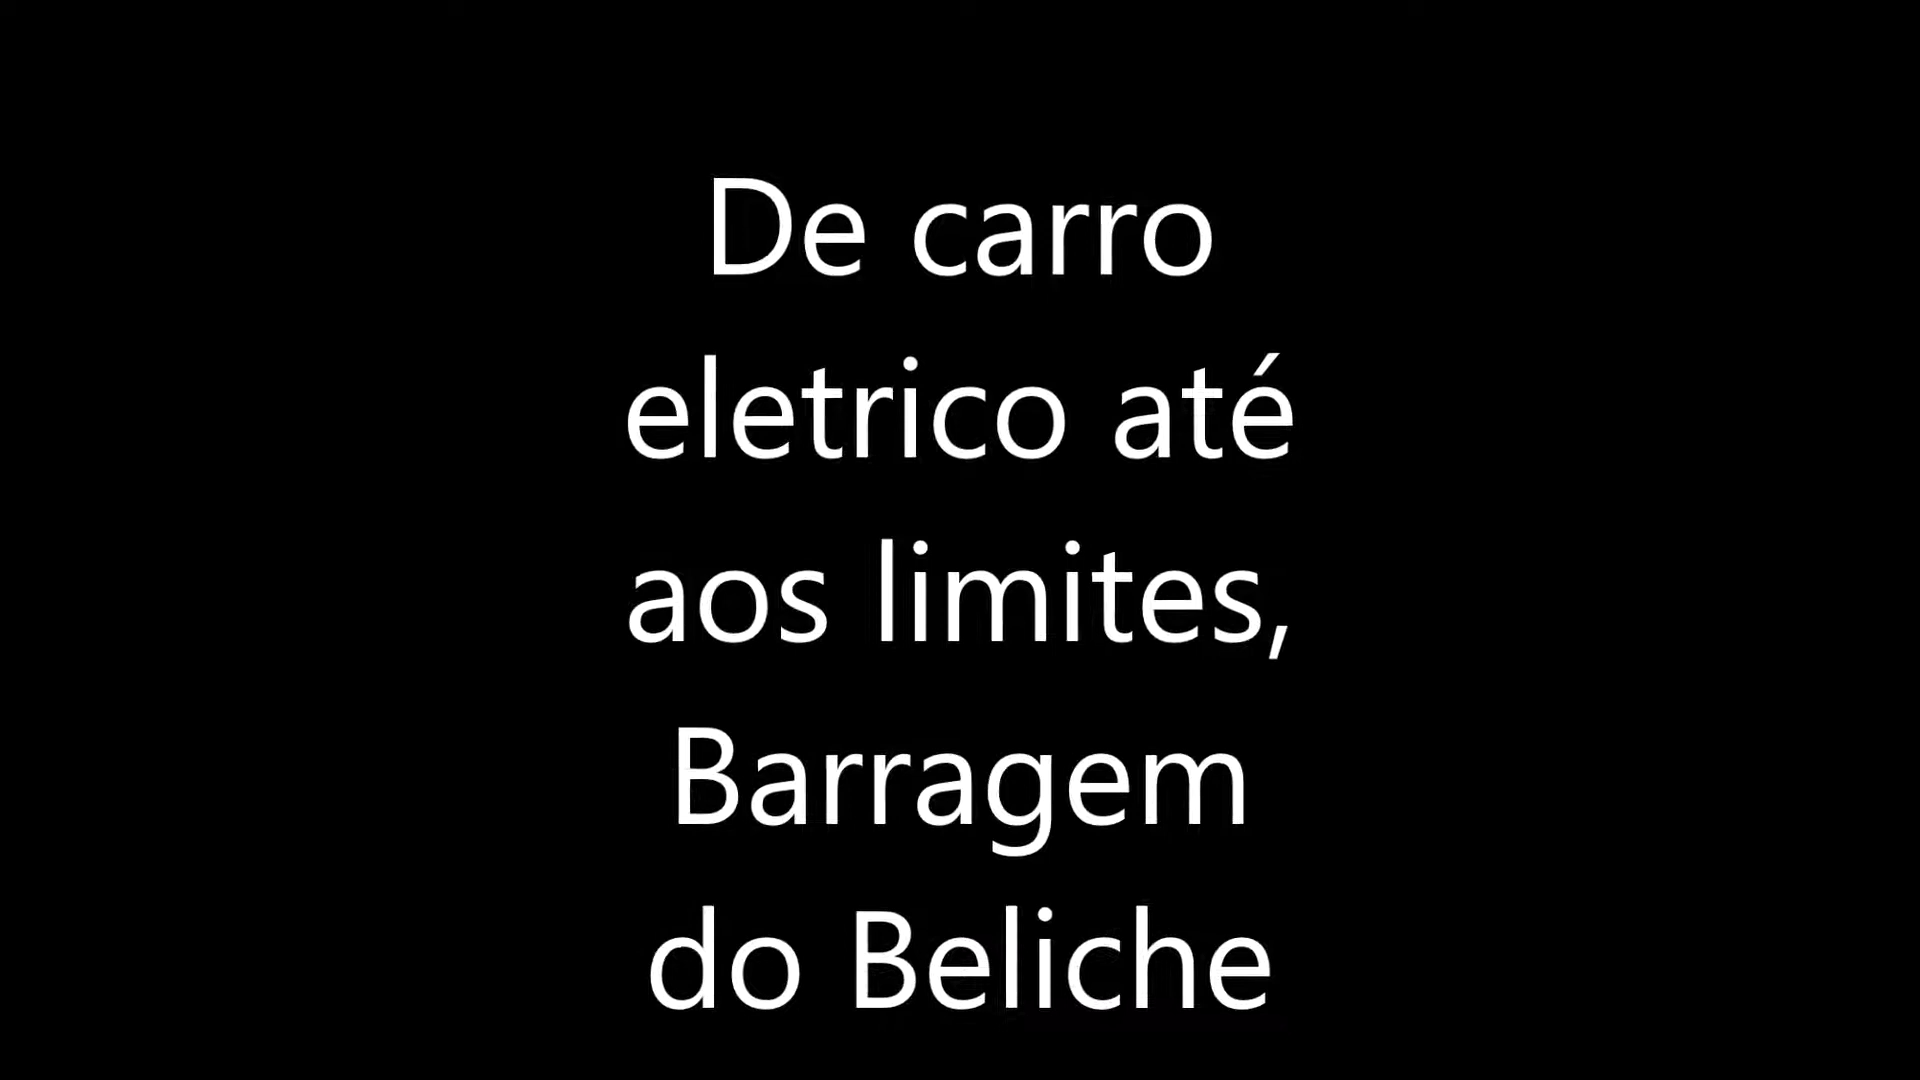 De carro
eletrico até
aos limites,
Barragem
do Beliche